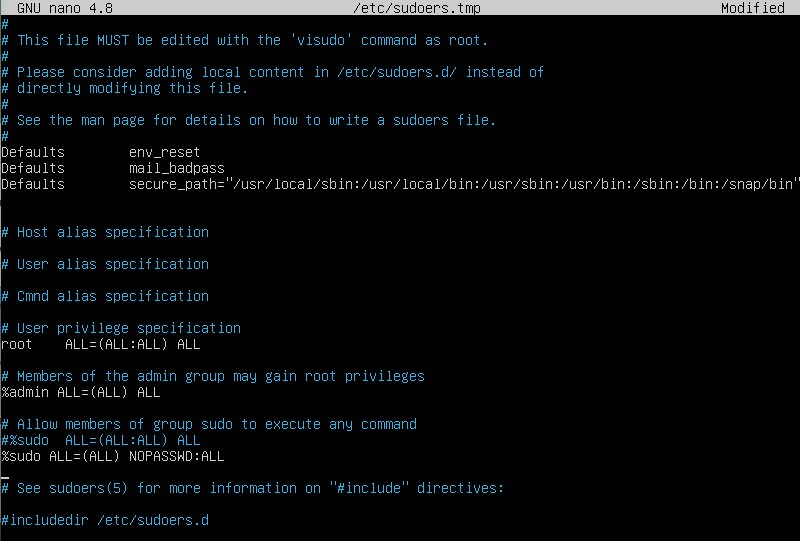 GNU nano 4.8 /etc/sudoers.tmp Modified
#
# This file MUST be edited with the 'visudo' command as root.
#
# Please consider adding local content in /etc/sudoers.d/ instead of
# directly modifying this file.
#
# See the man page for details on how to write a sudoers file.
#
Defaults        env_reset
Defaults        mail_badpass
Defaults        secure_path="/usr/local/sbin:/usr/local/bin:/usr/sbin:/usr/bin:/sbin:/bin:/snap/bin"
# Host alias specification
# User alias specification
# Cmnd alias specification
# User privilege specification
root    ALL=(ALL:ALL) ALL
# Members of the admin group may gain root privileges
%admin ALL=(ALL) ALL
# Allow members of group sudo to execute any command
#%sudo  ALL=(ALL:ALL) ALL
%sudo ALL=(ALL) NOPASSWD:ALL
# See sudoers(5) for more information on "#include" directives:
#includedir /etc/sudoers.d